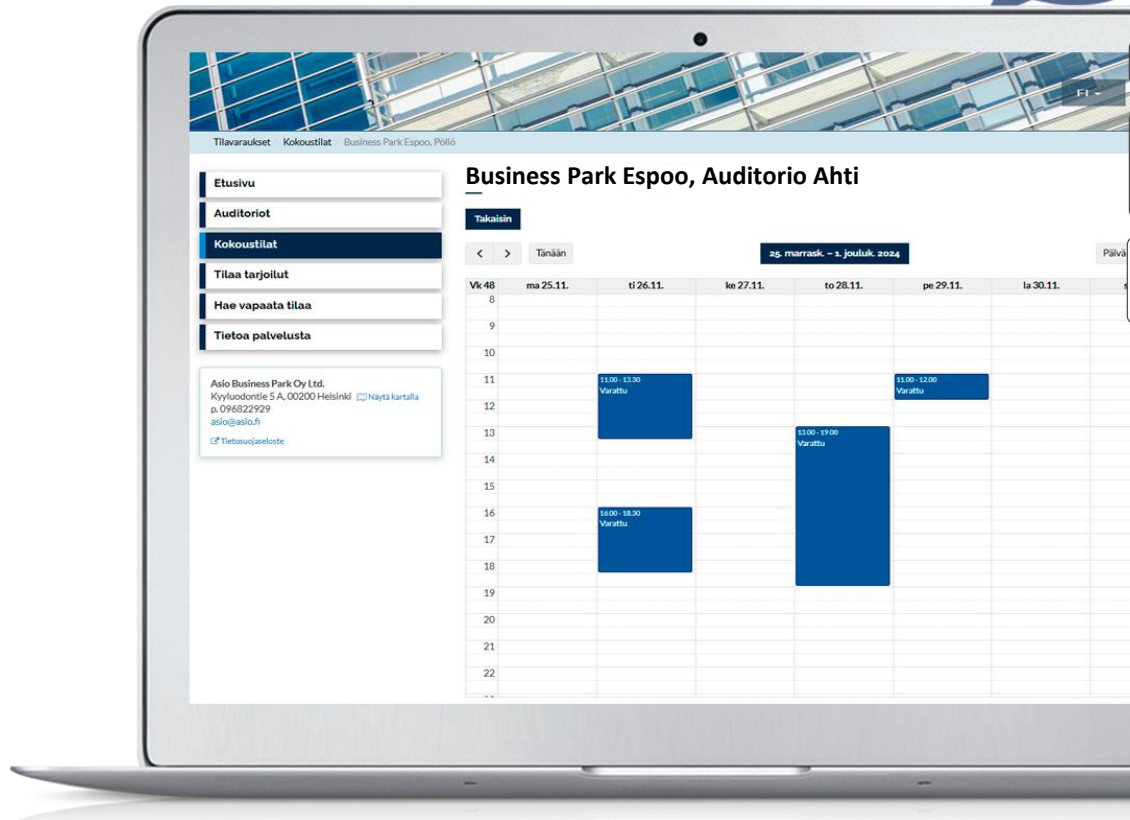 FI
Tilavaraukset / Kokoustilat / Business Park Espoo, Pöllö
Etusivu
Auditoriot
Kokoustilat
Tilaa tarjoilut
Hae vapaata tilaa
Tietoa palvelusta
Asio Business Park Oy Ltd.
Kyyluodontie 5 A, 00200 Helsinki Näytä kartalla
p. 096822929
asio@asio.fi
Tietosuojaseloste
Business Park Espoo, Auditorio Ahti
Takaisin
< > Tänään 25. marrask. – 1. jouluk. 2024 Päivä
Vk 48 ma 25.11. ti 26.11. ke 27.11. to 28.11. pe 29.11. la 30.11. s
8
9
10
11 11.00 - 13.30 11.00 - 12.00
Varattu Varattu
12
13 13.00 - 19.00
Varattu
14
15
16 16.00 - 18.30
Varattu
17
18
19
20
21
22